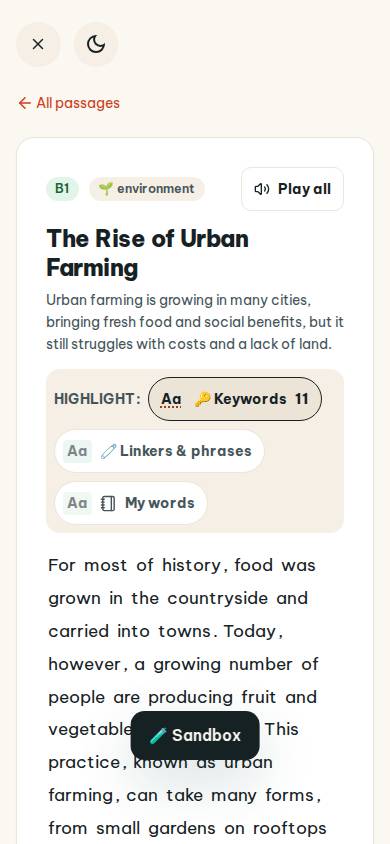 All passages
B1
🌱 environment
Play all
The Rise of Urban
Farming
Urban farming is growing in many cities,
bringing fresh food and social benefits, but it
still struggles with costs and a lack of land.
HIGHLIGHT:
Aa 🔑 Keywords 11
Aa 🖍 Linkers & phrases
Aa 📓 My words
For most of history, food was
grown in the countryside and
carried into towns. Today,
however, a growing number of
people are producing fruit and
This
🧪 Sandbox
practice, known as urban
farming, can take many forms,
from small gardens on rooftops